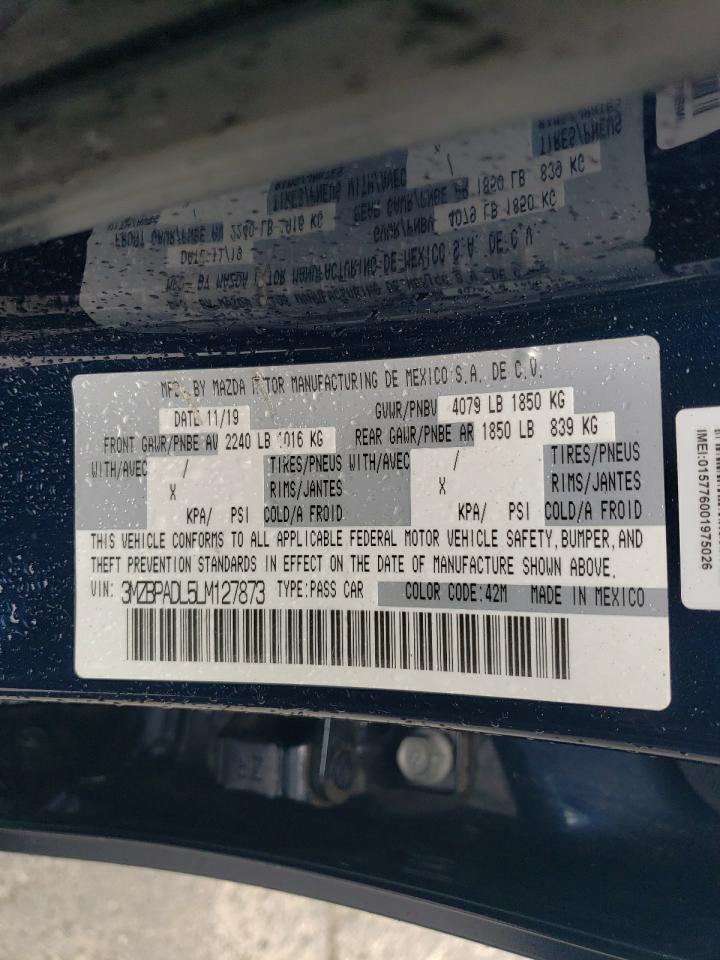 MFD. BY MAZDA MOTOR MANUFACTURING DE MEXICO S.A. DE C.V.
DATE 11/19 GVWR/PNBV 4079 LB 1850 KG
FRONT GAWR/PNBE AV 2240 LB 1016 KG REAR GAWR/PNBE AR 1850 LB 839 KG
WITH/AVEC / TIRES/PNEUS WITH/AVEC / TIRES/PNEUS
X RIMS/JANTES X RIMS/JANTES
KPA/ PSI COLD/A FROID KPA/ PSI COLD/A FROID
THIS VEHICLE CONFORMS TO ALL APPLICABLE FEDERAL MOTOR VEHICLE SAFETY, BUMPER, AND
THEFT PREVENTION STANDARDS IN EFFECT ON THE DATE OF MANUFACTURE SHOWN ABOVE.
VIN: 3MZBPADL5LM127873 TYPE:PASS CAR COLOR CODE:42M MADE IN MEXICO
IMEI:015776001975026